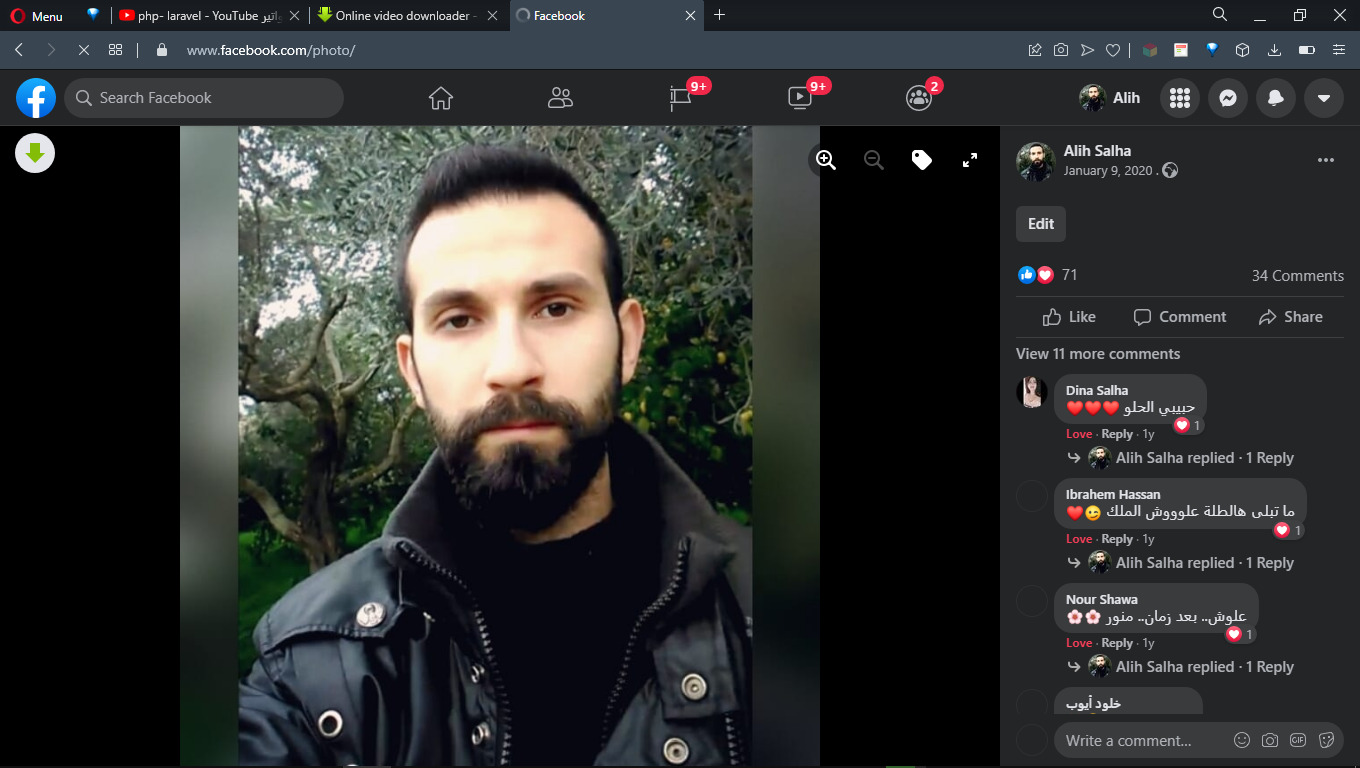 Menu
php- laravel - YouTube
Online video downloader -
Facebook
www.facebook.com/photo/
Search Facebook
9+
9+
2
Alih
Alih Salha
January 9, 2020 .
Edit
71
34 Comments
Like
Comment
Share
View 11 more comments
Dina Salha
حبيبي الحلو ❤️❤️❤️
1
Love · Reply · 1y
Alih Salha replied · 1 Reply
Ibrahem Hassan
ما تبلى هالطلة علوووش الملك 😉❤️
1
Love · Reply · 1y
Alih Salha replied · 1 Reply
Nour Shawa
علوش.. بعد زمان.. منور 🌸🌸
1
Love · Reply · 1y
Alih Salha replied · 1 Reply
خلود أيوب
Write a comment...
GIF